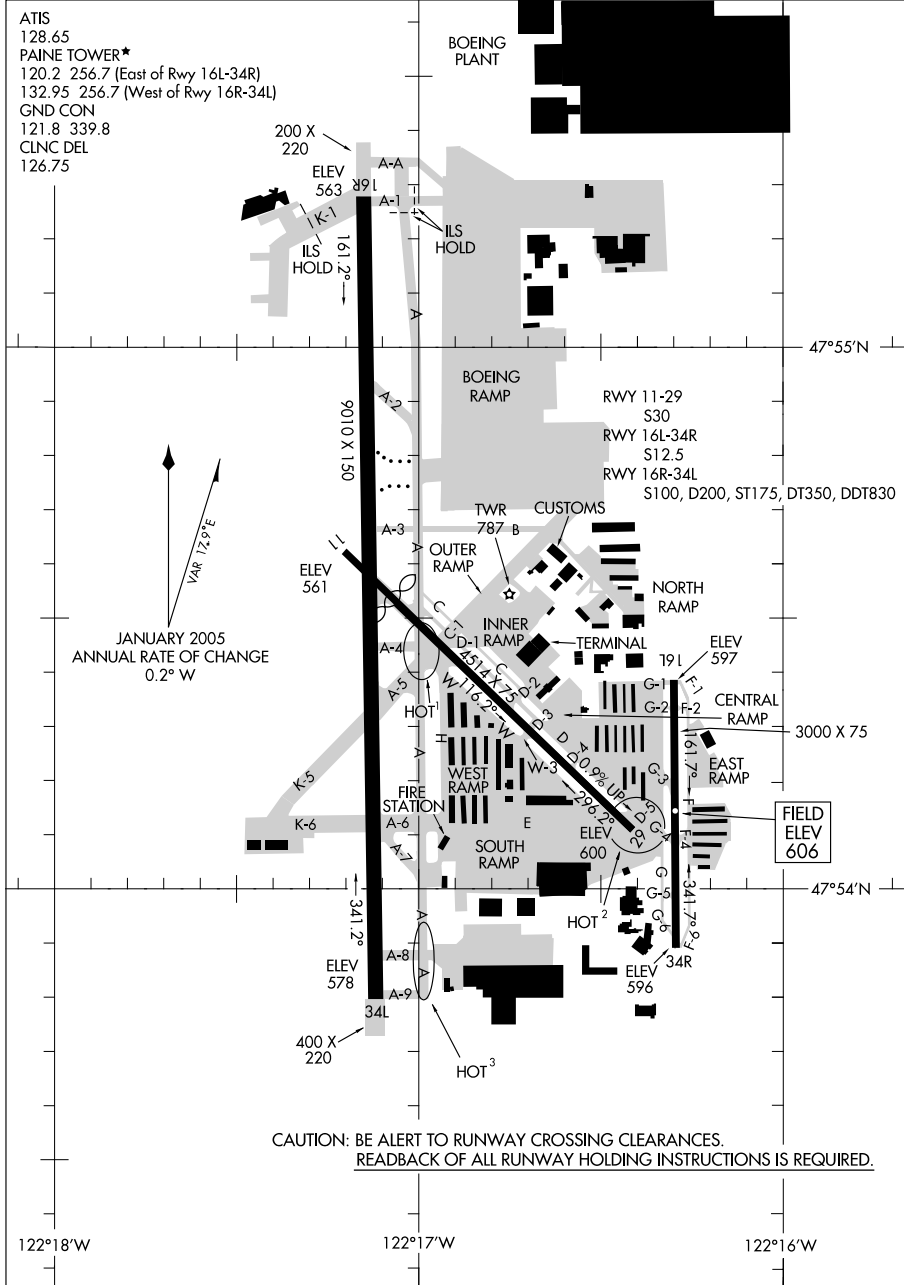 ATIS
128.65
PAINE TOWER★
120.2 256.7 (East of Rwy 16L-34R)
132.95 256.7 (West of Rwy 16R-34L)
GND CON
121.8 339.8
CLNC DEL
126.75
BOEING
PLANT
200 X
220
ELEV
563
16R
A-A
A-1
K-1
ILS
HOLD
ILS
HOLD
161.2°
A
47°55'N
BOEING
RAMP
A-2
9010 X 150
RWY 11-29
S30
RWY 16L-34R
S12.5
RWY 16R-34L
S100, D200, ST175, DT350, DDT830
VAR 17.9°E
JANUARY 2005
ANNUAL RATE OF CHANGE
0.2° W
TWR
787
B
CUSTOMS
A-3
A
OUTER
RAMP
11
ELEV
561
NORTH
RAMP
C
C-1
D-1
INNER
RAMP
TERMINAL
A-4
4514 X 75
C
16L
ELEV
597
A-5
HOT1
116.2°
D-2
G-1
F-1
G-2
F-2
CENTRAL
RAMP
W
D-3
3000 X 75
H
W
D
161.7°
A
W-3
D-4
D
G-3
EAST
RAMP
K-5
WEST
RAMP
0.9% UP
FIRE
STATION
296.2°
F
D-5
FIELD
ELEV
606
K-6
A-6
E
ELEV
600
29
G-4
F-4
A-7
SOUTH
RAMP
G
47°54'N
341.2°
HOT2
G-5
341.7°
A
G-6
F-6
A-8
ELEV
578
A
ELEV
596
34R
A-9
34L
400 X
220
HOT3
CAUTION: BE ALERT TO RUNWAY CROSSING CLEARANCES.
READBACK OF ALL RUNWAY HOLDING INSTRUCTIONS IS REQUIRED.
122°18'W
122°17'W
122°16'W